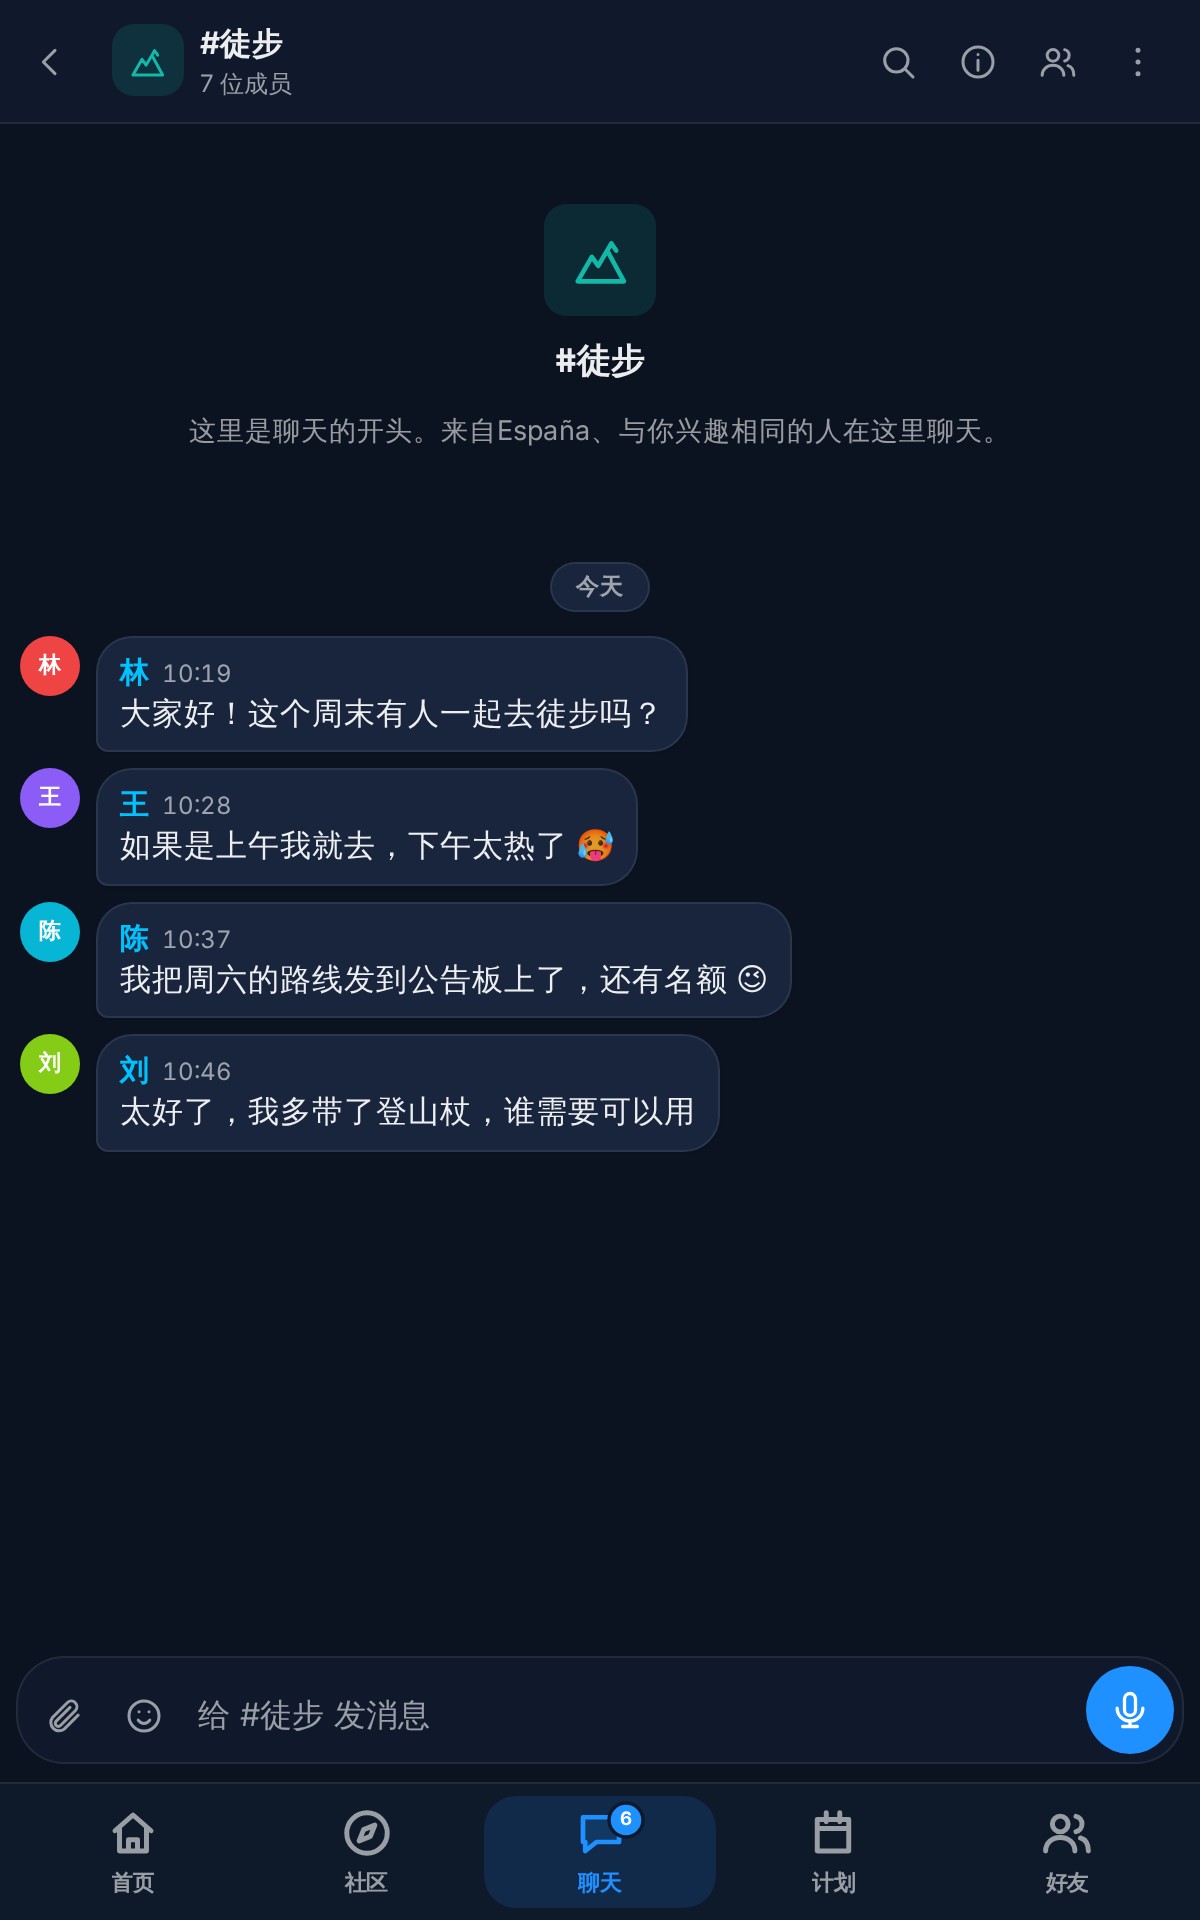 #徒步
7 位成员
#徒步
这里是聊天的开头。来自España、与你兴趣相同的人在这里聊天。
今天
林
林 10:19
大家好！这个周末有人一起去徒步吗？
王
王 10:28
如果是上午我就去，下午太热了 🥵
陈
陈 10:37
我把周六的路线发到公告板上了，还有名额 😉
刘
刘 10:46
太好了，我多带了登山杖，谁需要可以用
给 #徒步 发消息
6
首页 社区 聊天 计划 好友